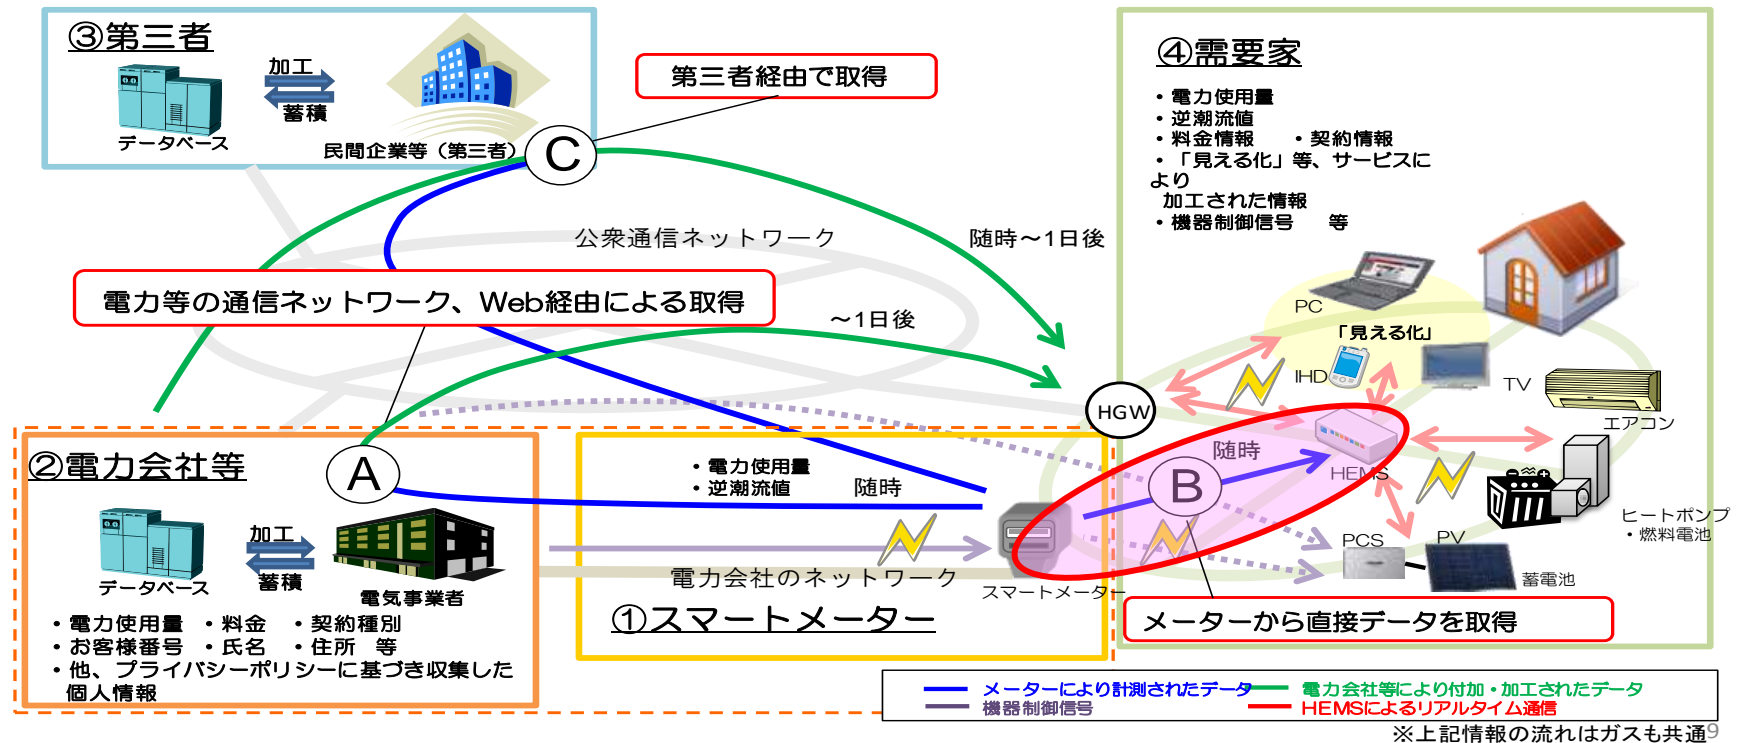 ③第三者
加工
蓄積
データベース
民間企業等（第三者）
C
第三者経由で取得
④需要家
・電力使用量
・逆潮流値
・料金情報　・契約情報
・「見える化」等、サービスに
より
加工された情報
・機器制御信号　等
公衆通信ネットワーク
随時～1日後
電力等の通信ネットワーク、Web経由による取得
～1日後
PC
「見える化」
IHD
TV
エアコン
HGW
随時
HEMS
B
ヒートポンプ
・燃料電池
PCS
PV
蓄電池
②電力会社等
A
加工
蓄積
データベース
電気事業者
・電力使用量　・料金　・契約種別
・お客様番号　・氏名　・住所　等
・他、プライバシーポリシーに基づき収集した
個人情報
・電力使用量
・逆潮流値
随時
電力会社のネットワーク
スマートメーター
①スマートメーター
メーターから直接データを取得
メーターにより計測されたデータ
電力会社等により付加・加工されたデータ
機器制御信号
HEMSによるリアルタイム通信
※上記情報の流れはガスも共通
9